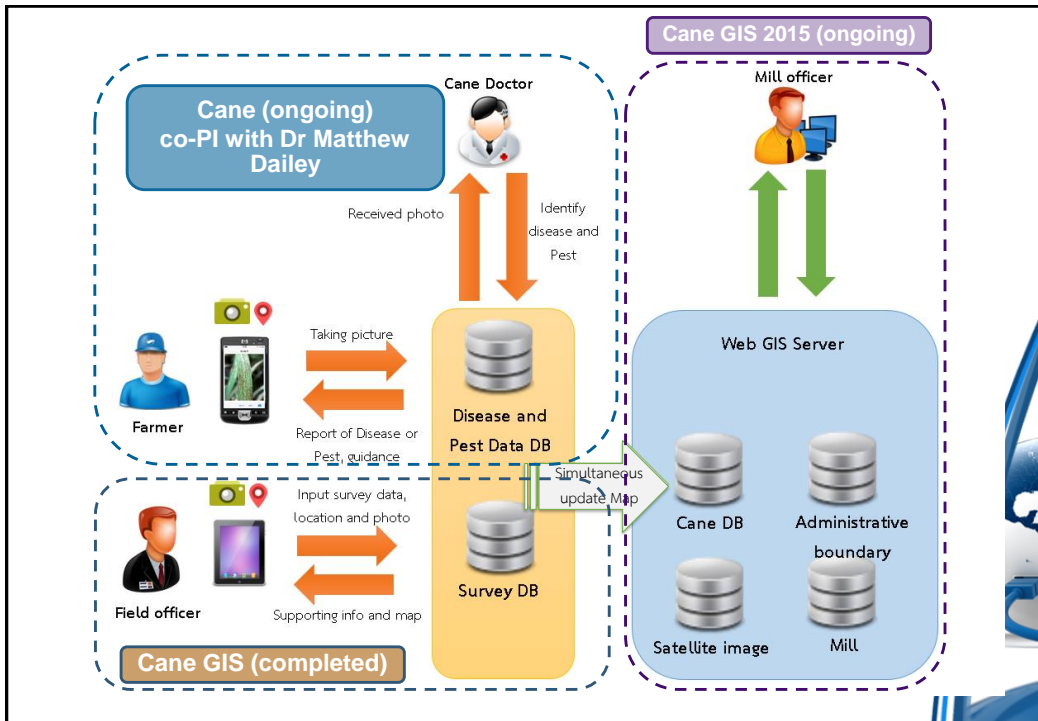 Cane GIS 2015 (ongoing)
Cane Doctor
Mill officer
Cane (ongoing)
co-PI with Dr Matthew
Dailey
Received photo
Identify
disease and
Pest
Taking picture
Farmer
Report of Disease or
Pest, guidance
Disease and
Pest Data DB
Web GIS Server
Simultaneous
update Map
Cane DB
Administrative
boundary
Input survey data,
location and photo
Field officer
Supporting info and map
Survey DB
Satellite image
Mill
Cane GIS (completed)